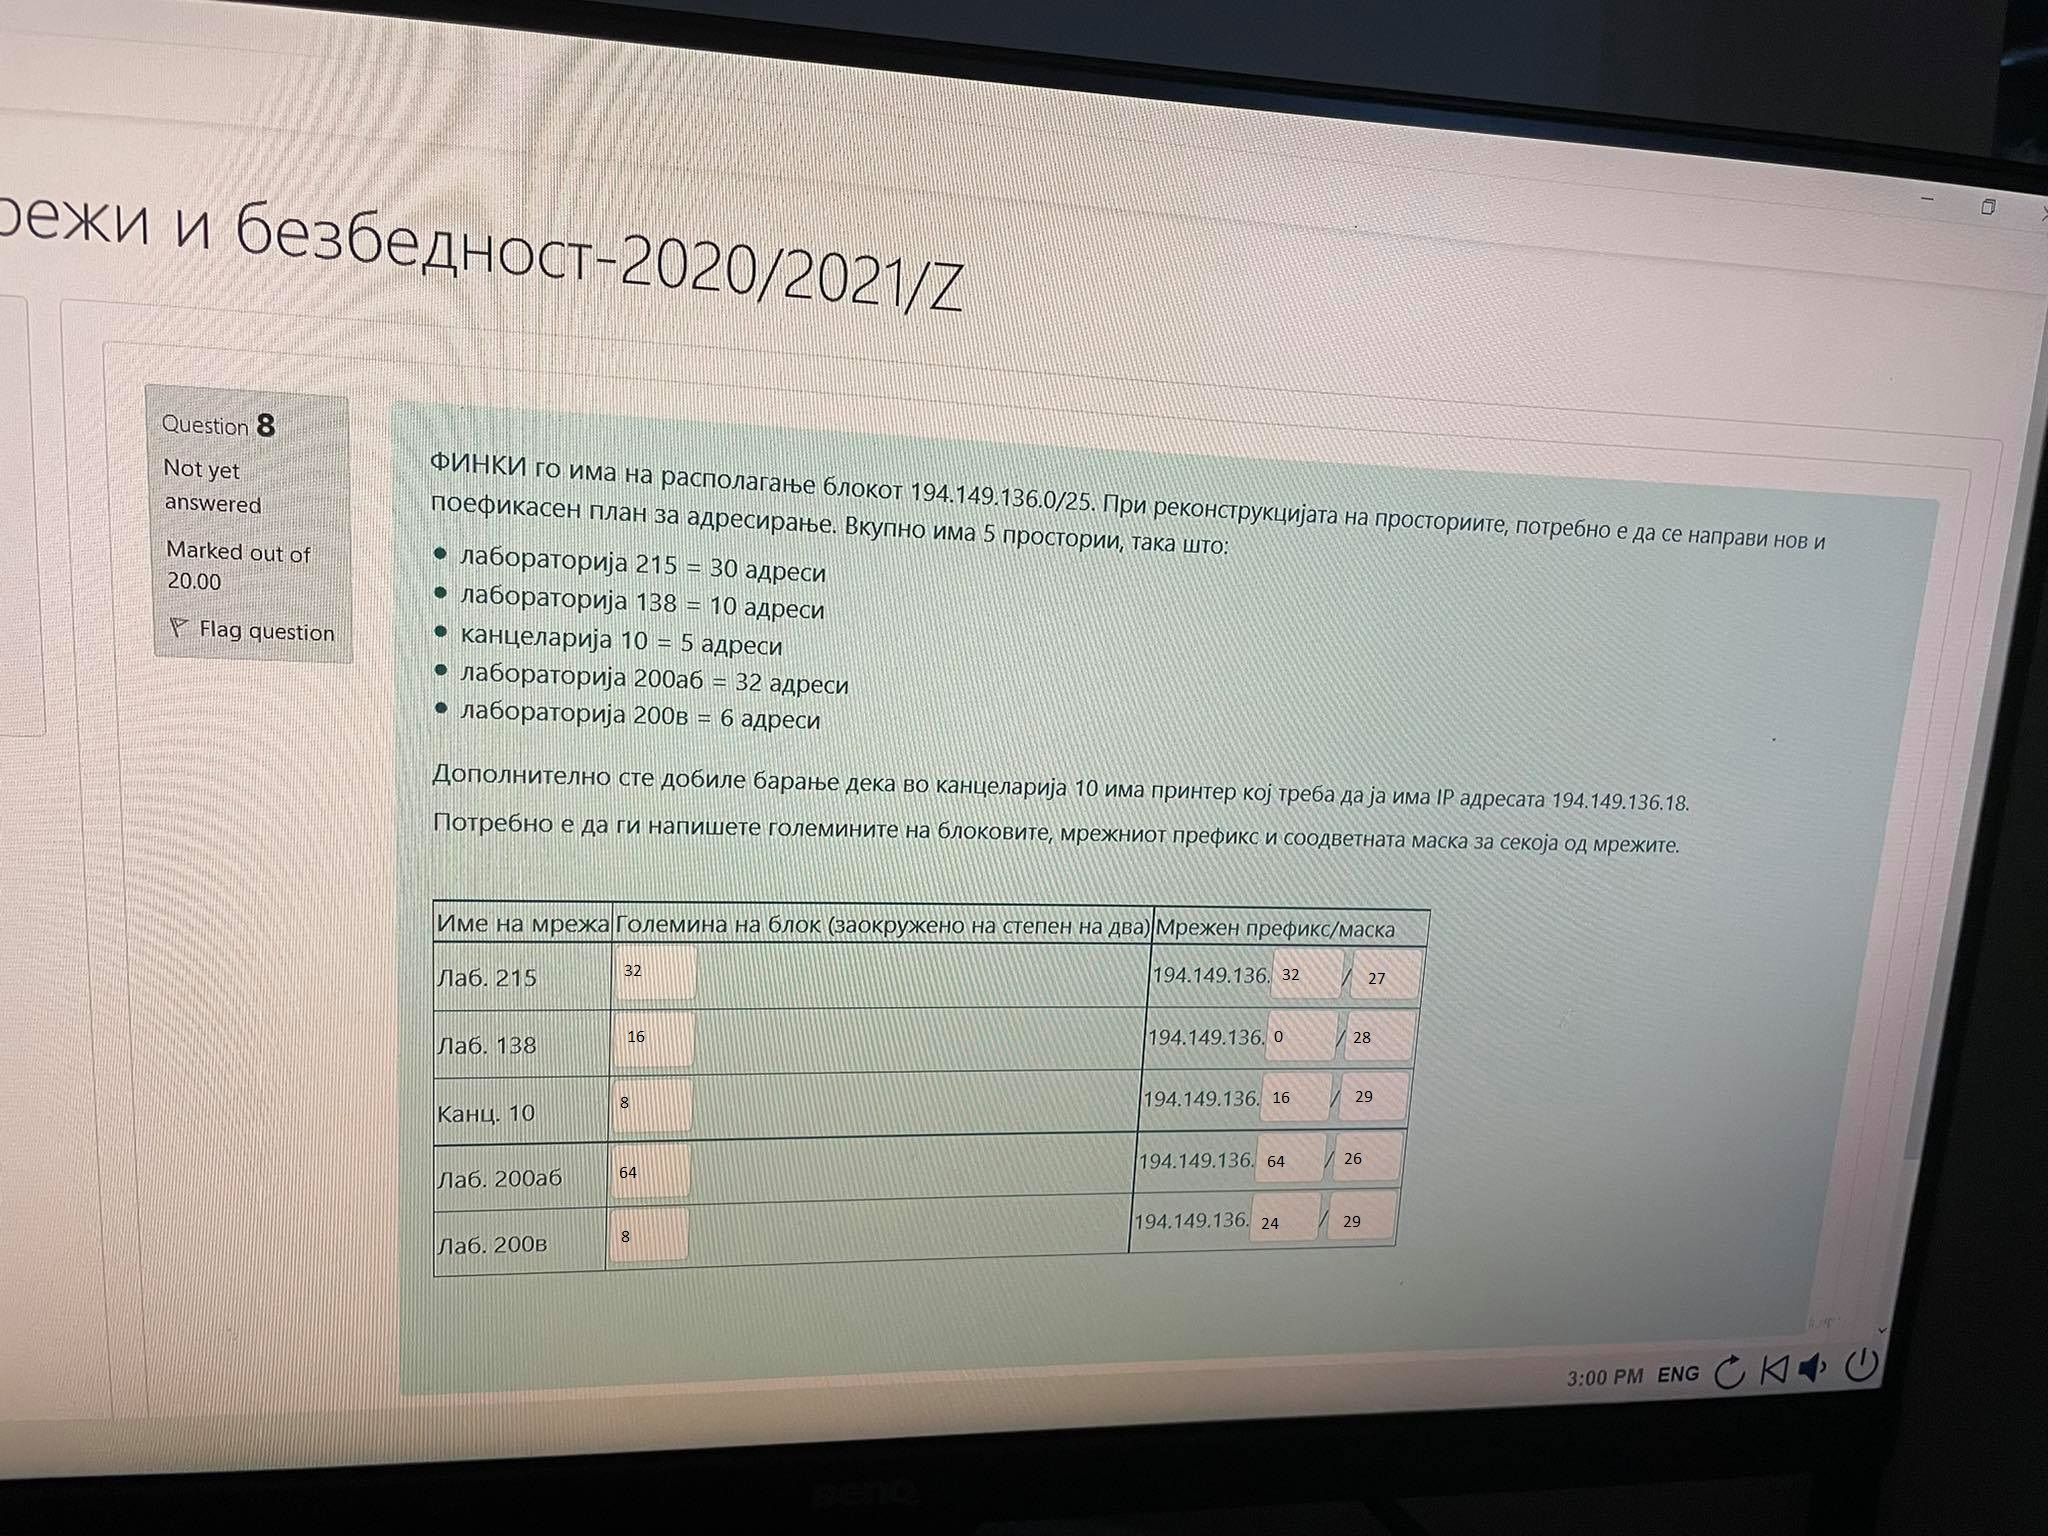 режи и безбедност-2020/2021/Z
Question 8
Not yet
answered
Marked out of
20.00
Flag question
ФИНКИ го има на располагање блокот 194.149.136.0/25. При реконструкцијата на просториите, потребно е да се направи нов и
поефикасен план за адресирање. Вкупно има 5 простории, така што:
• лабораторија 215 = 30 адреси
• лабораторија 138 = 10 адреси
• канцеларија 10 = 5 адреси
• лабораторија 200аб = 32 адреси
• лабораторија 200в = 6 адреси
Дополнително сте добиле барање дека во канцеларија 10 има принтер кој треба да ја има IP адресата 194.149.136.18.
Потребно е да ги напишете големините на блоковите, мрежниот префикс и соодветната маска за секоја од мрежите.
Име на мрежа Големина на блок (заокружено на степен на два) Мрежен префикс/маска
Лаб. 215 32 194.149.136. 32 / 27
Лаб. 138 16 194.149.136. 0 / 28
Канц. 10 8 194.149.136. 16 / 29
Лаб. 200аб 64 194.149.136. 64 / 26
Лаб. 200в 8 194.149.136. 24 / 29
3:00 PM ENG
BenQ